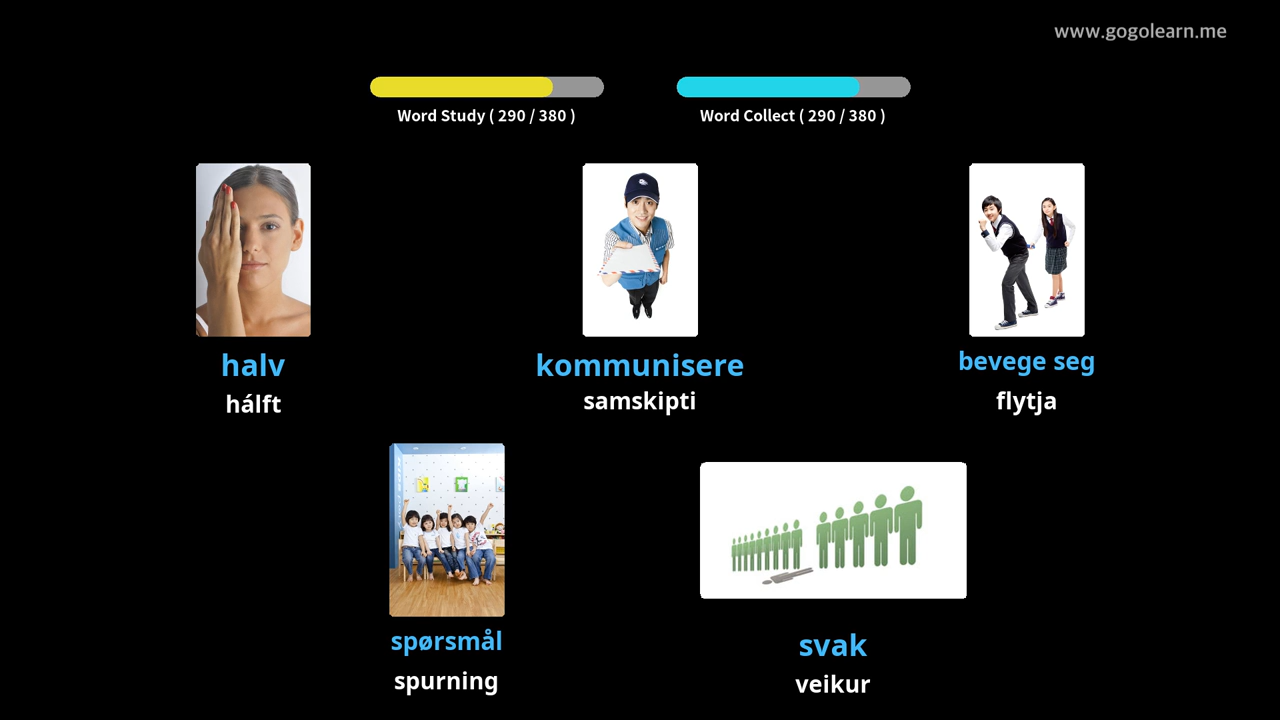 www.gogolearn.me
Word Study ( 290 / 380 )
Word Collect ( 290 / 380 )
halv
hálft
kommunisere
samskipti
bevege seg
flytja
spørsmål
spurning
svak
veikur